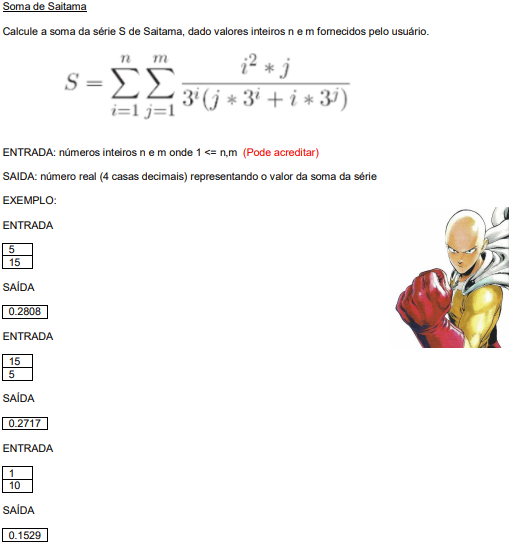 Soma de Saitama
Calcule a soma da série S de Saitama, dado valores inteiros n e m fornecidos pelo usuário.
S = \sum_{i=1}^{n} \sum_{j=1}^{m} \frac{i^2 * j}{3^i(j * 3^i + i * 3^j)}
ENTRADA: números inteiros n e m onde 1 <= n,m (Pode acreditar)
SAIDA: número real (4 casas decimais) representando o valor da soma da série
EXEMPLO:
ENTRADA
5
15
SAÍDA
0.2808
ENTRADA
15
5
SAÍDA
0.2717
ENTRADA
1
10
SAÍDA
0.1529